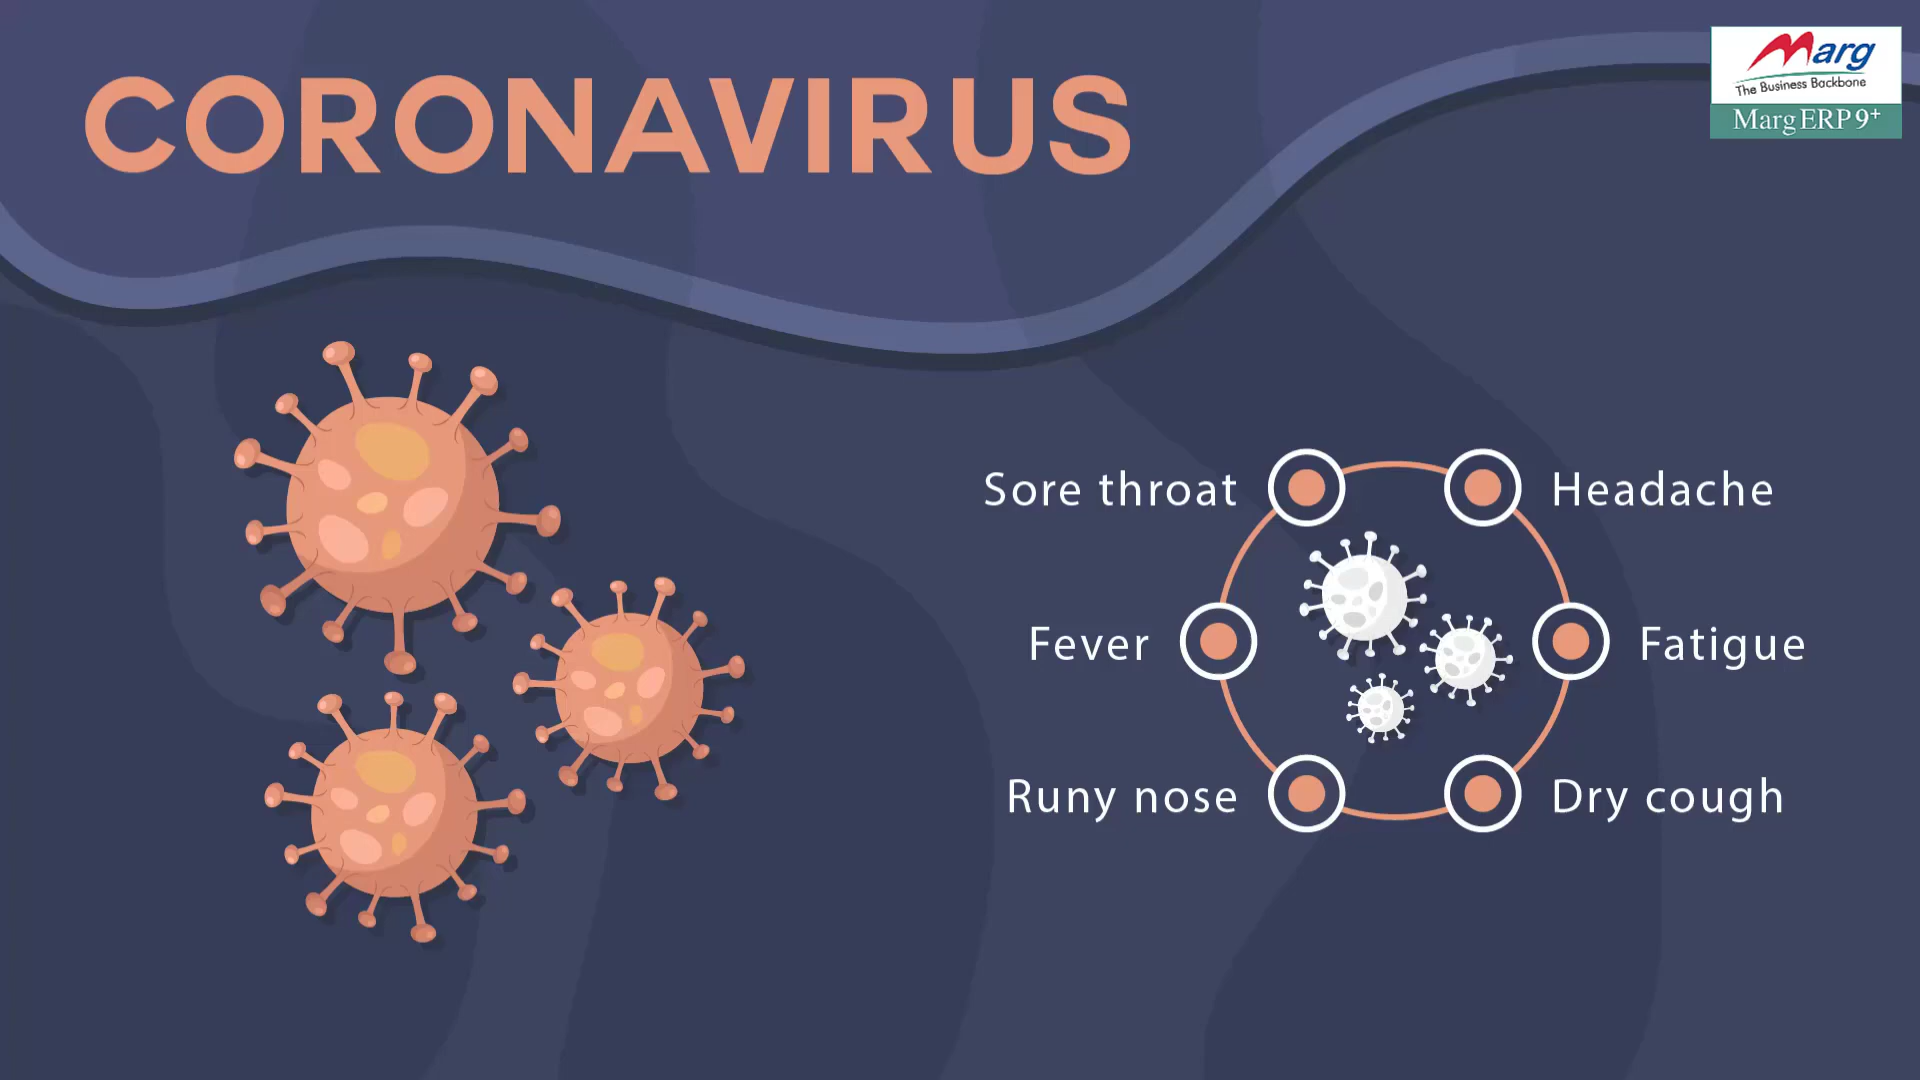 CORONAVIRUS
Marg
The Business Backbone
Marg ERP 9+
Sore throat
Headache
Fever
Fatigue
Runy nose
Dry cough